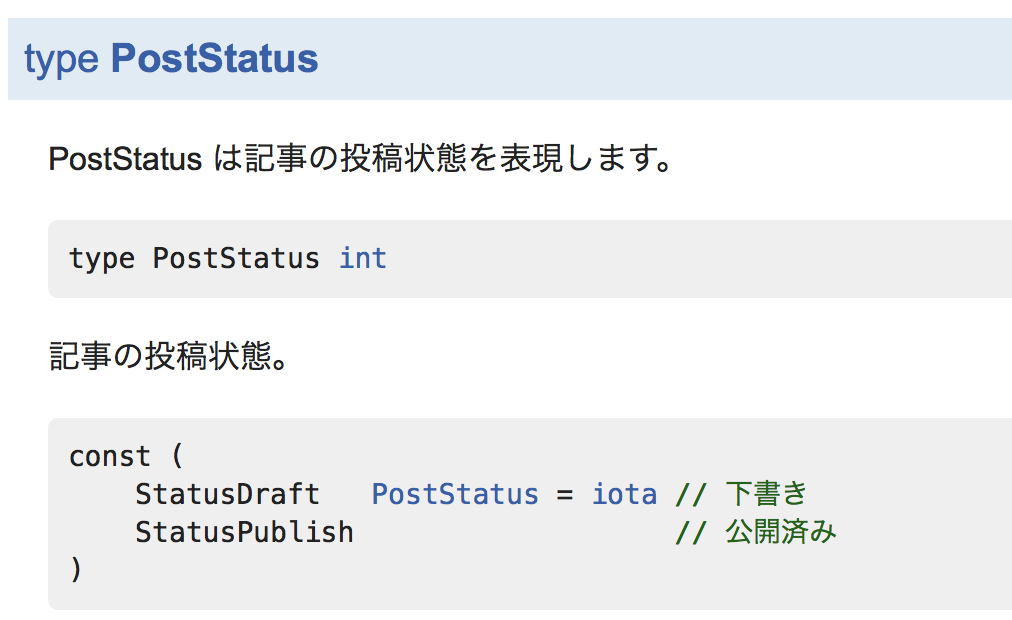 type PostStatus
PostStatus は記事の投稿状態を表現します。
type PostStatus int
記事の投稿状態。
const (
    StatusDraft   PostStatus = iota // 下書き
    StatusPublish                   // 公開済み
)